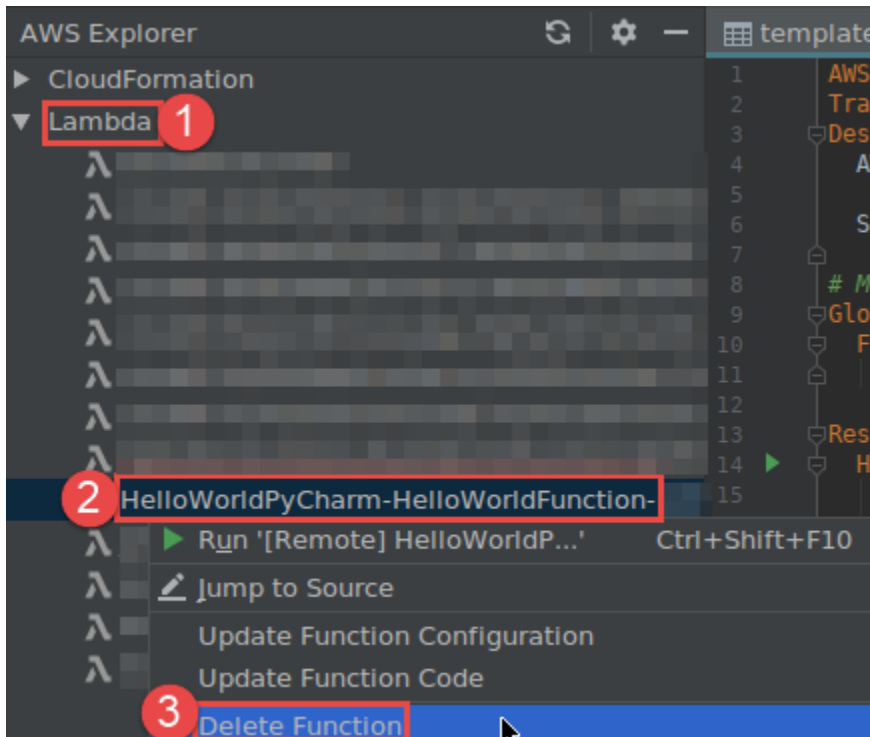 AWS Explorer
template
CloudFormation
Lambda 1
1 AWS
2 Tra
3 Des
4 A
5
6 S
7
8 # M
9 Glo
10 F
11
12
13 Res
14 H
15
2 HelloWorldPyCharm-HelloWorldFunction-
Run '[Remote] HelloWorldP...' Ctrl+Shift+F10
Jump to Source
Update Function Configuration
Update Function Code
3 Delete Function